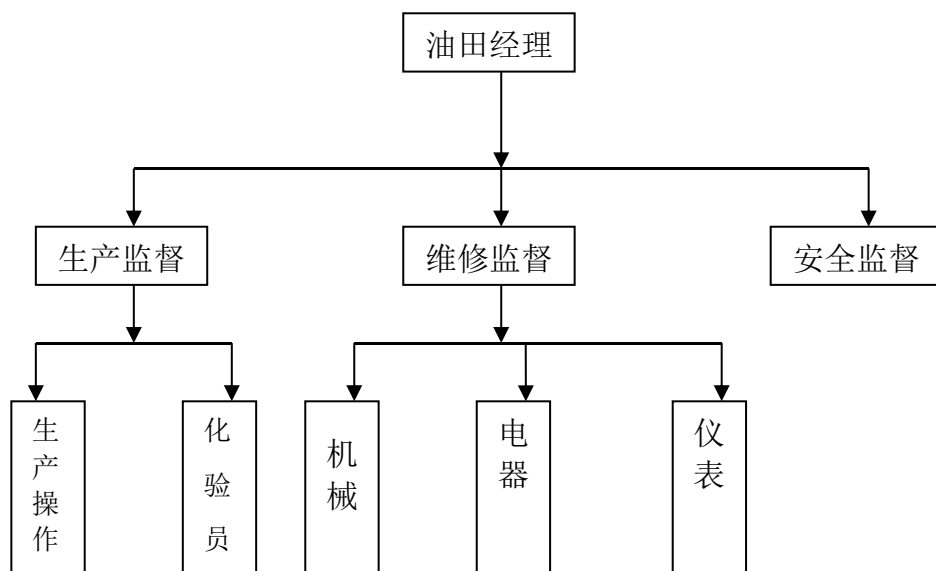 油田经理
生产监督
维修监督
安全监督
生产操作
化验员
机械
电器
仪表